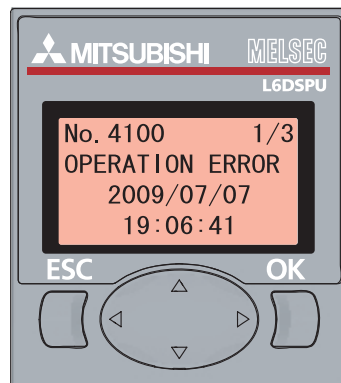 MITSUBISHI MELSEC
L6DSPU
No. 4100 1/3
OPERATION ERROR
2009/07/07
19:06:41
ESC OK